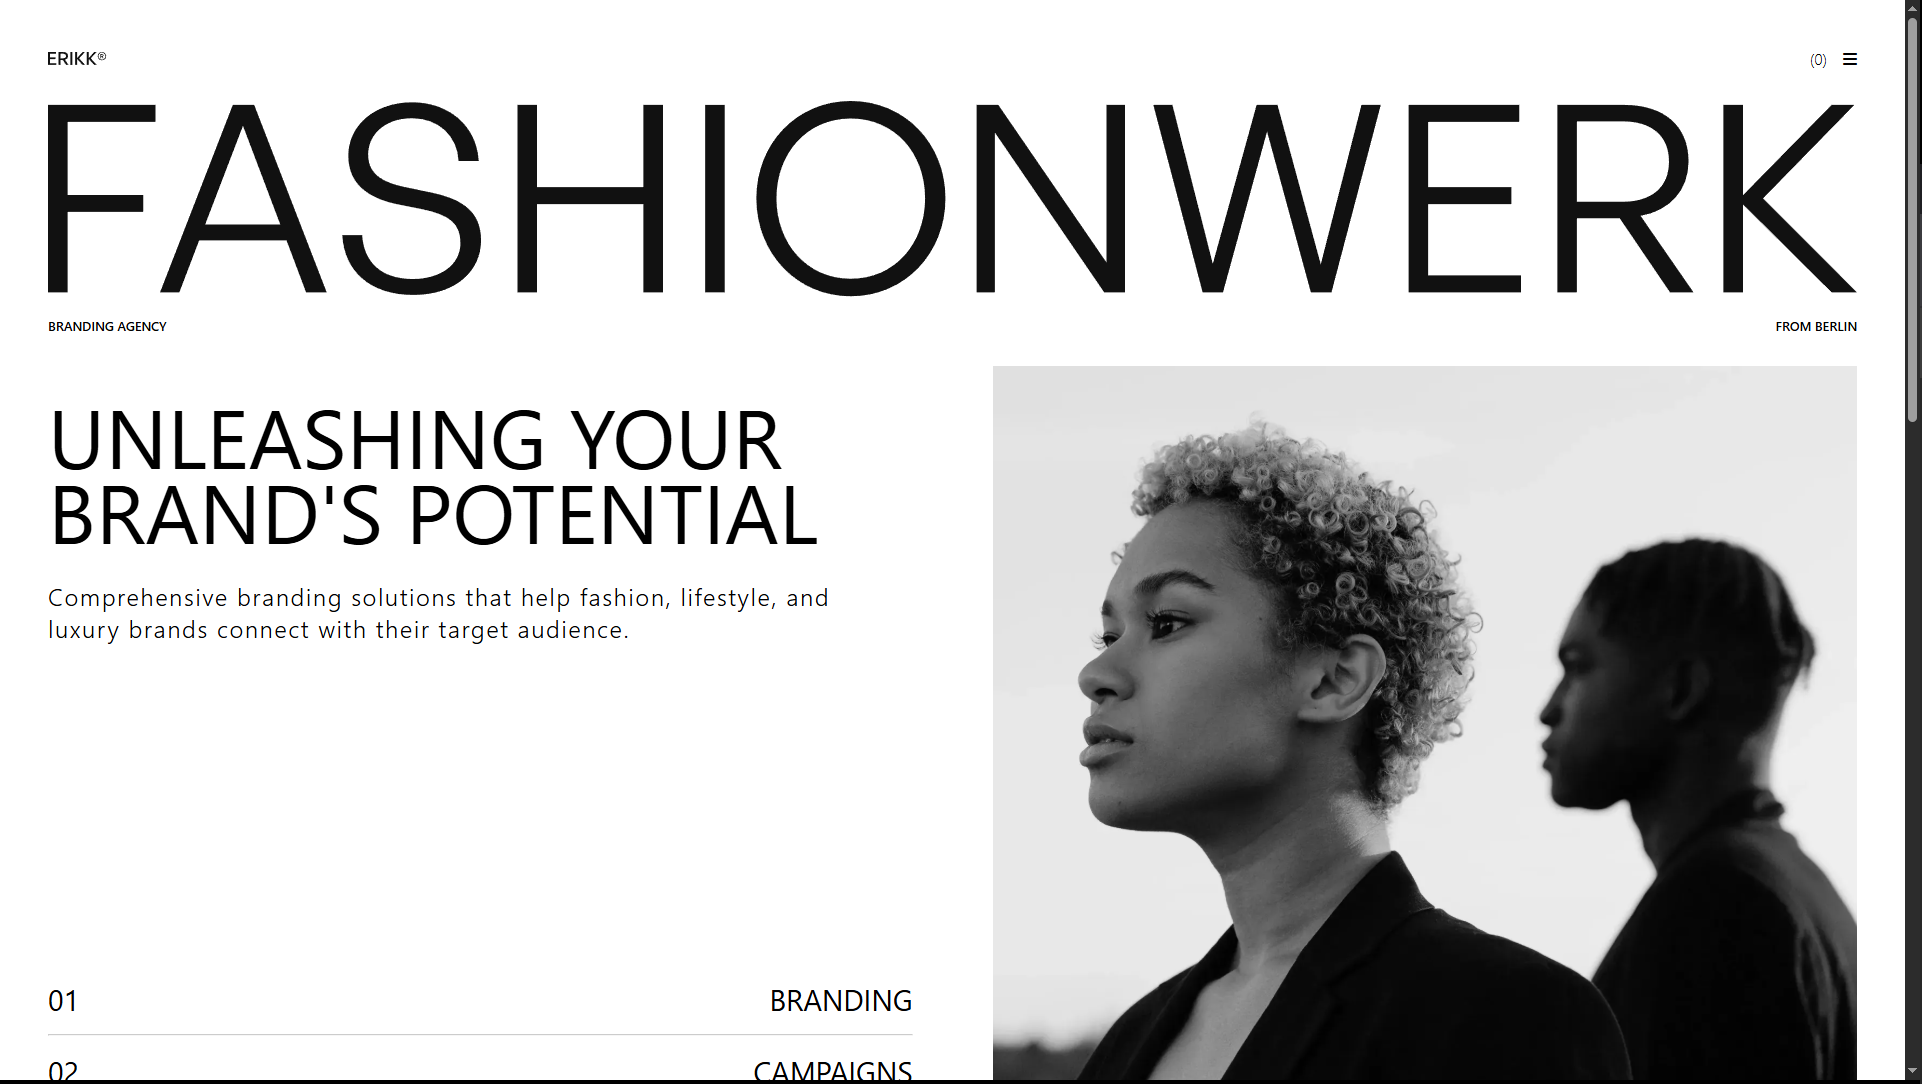 ERIKK®
(0)
FASHIONWERK
BRANDING AGENCY
FROM BERLIN
UNLEASHING YOUR
BRAND'S POTENTIAL
Comprehensive branding solutions that help fashion, lifestyle, and
luxury brands connect with their target audience.
01 BRANDING
02 CAMPAIGNS